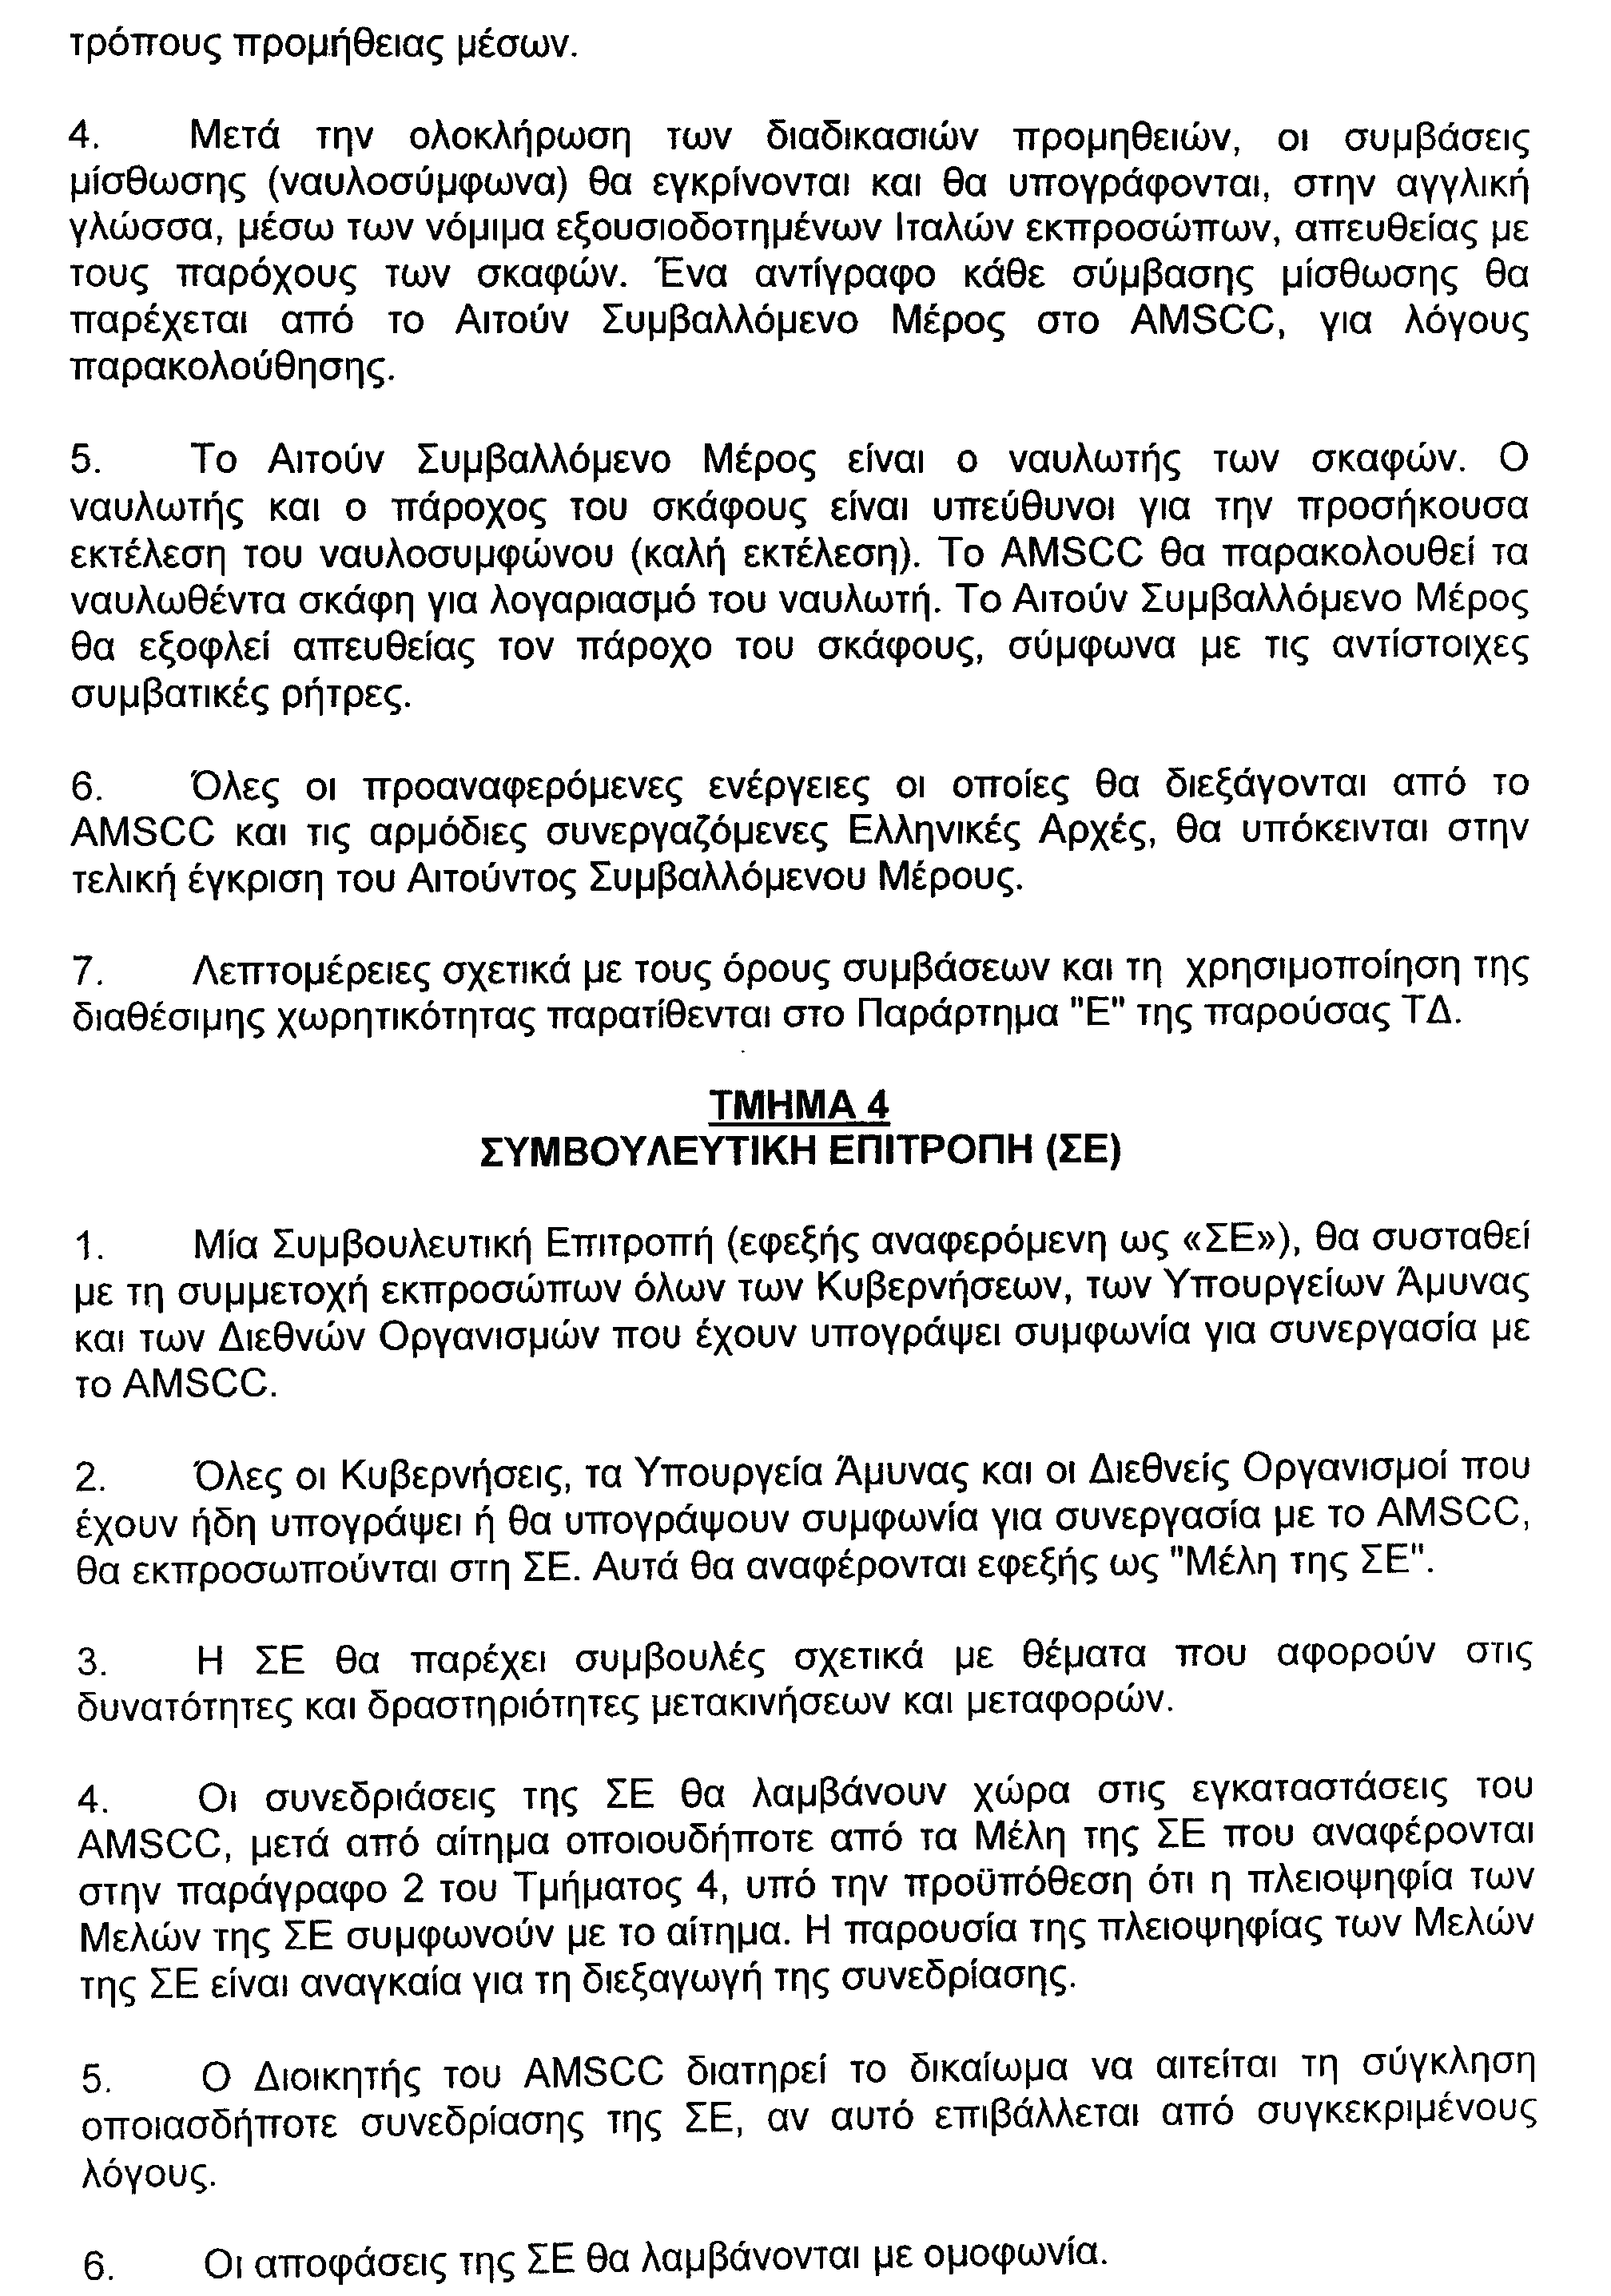 τρόπους προμήθειας μέσων.
4. Μετά την ολοκλήρωση των διαδικασιών προμηθειών, οι συμβάσεις
μίσθωσης (ναυλοσύμφωνα) θα εγκρίνονται και θα υπογράφονται, στην αγγλική
γλώσσα, μέσω των νόμιμα εξουσιοδοτημένων Ιταλών εκπροσώπων, απευθείας με
τους παρόχους των σκαφών. Ένα αντίγραφο κάθε σύμβασης μίσθωσης θα
παρέχεται από το Αιτούν Συμβαλλόμενο Μέρος στο AMSCC, για λόγους
παρακολούθησης.
5. Το Αιτούν Συμβαλλόμενο Μέρος είναι ο ναυλωτής των σκαφών. Ο
ναυλωτής και ο πάροχος του σκάφους είναι υπεύθυνοι για την προσήκουσα
εκτέλεση του ναυλοσυμφώνου (καλή εκτέλεση). Το AMSCC θα παρακολουθεί τα
ναυλωθέντα σκάφη για λογαριασμό του ναυλωτή. Το Αιτούν Συμβαλλόμενο Μέρος
θα εξοφλεί απευθείας τον πάροχο του σκάφους, σύμφωνα με τις αντίστοιχες
συμβατικές ρήτρες.
6. Όλες οι προαναφερόμενες ενέργειες οι οποίες θα διεξάγονται από το
AMSCC και τις αρμόδιες συνεργαζόμενες Ελληνικές Αρχές, θα υπόκεινται στην
τελική έγκριση του Αιτούντος Συμβαλλόμενου Μέρους.
7. Λεπτομέρειες σχετικά με τους όρους συμβάσεων και τη χρησιμοποίηση της
διαθέσιμης χωρητικότητας παρατίθενται στο Παράρτημα "Ε" της παρούσας ΤΔ.
ΤΜΗΜΑ 4
ΣΥΜΒΟΥΛΕΥΤΙΚΗ ΕΠΙΤΡΟΠΗ (ΣΕ)
1. Μία Συμβουλευτική Επιτροπή (εφεξής αναφερόμενη ως «ΣΕ»), θα συσταθεί
με τη συμμετοχή εκπροσώπων όλων των Κυβερνήσεων, των Υπουργείων Άμυνας
και των Διεθνών Οργανισμών που έχουν υπογράψει συμφωνία για συνεργασία με
το AMSCC.
2. Όλες οι Κυβερνήσεις, τα Υπουργεία Άμυνας και οι Διεθνείς Οργανισμοί που
έχουν ήδη υπογράψει ή θα υπογράψουν συμφωνία για συνεργασία με το AMSCC,
θα εκπροσωπούνται στη ΣΕ. Αυτά θα αναφέρονται εφεξής ως "Μέλη της ΣΕ".
3. Η ΣΕ θα παρέχει συμβουλές σχετικά με θέματα που αφορούν στις
δυνατότητες και δραστηριότητες μετακινήσεων και μεταφορών.
4. Οι συνεδριάσεις της ΣΕ θα λαμβάνουν χώρα στις εγκαταστάσεις του
AMSCC, μετά από αίτημα οποιουδήποτε από τα Μέλη της ΣΕ που αναφέρονται
στην παράγραφο 2 του Τμήματος 4, υπό την προϋπόθεση ότι η πλειοψηφία των
Μελών της ΣΕ συμφωνούν με το αίτημα. Η παρουσία της πλειοψηφίας των Μελών
της ΣΕ είναι αναγκαία για τη διεξαγωγή της συνεδρίασης.
5. Ο Διοικητής του AMSCC διατηρεί το δικαίωμα να αιτείται τη σύγκληση
οποιασδήποτε συνεδρίασης της ΣΕ, αν αυτό επιβάλλεται από συγκεκριμένους
λόγους.
6. Οι αποφάσεις της ΣΕ θα λαμβάνονται με ομοφωνία.